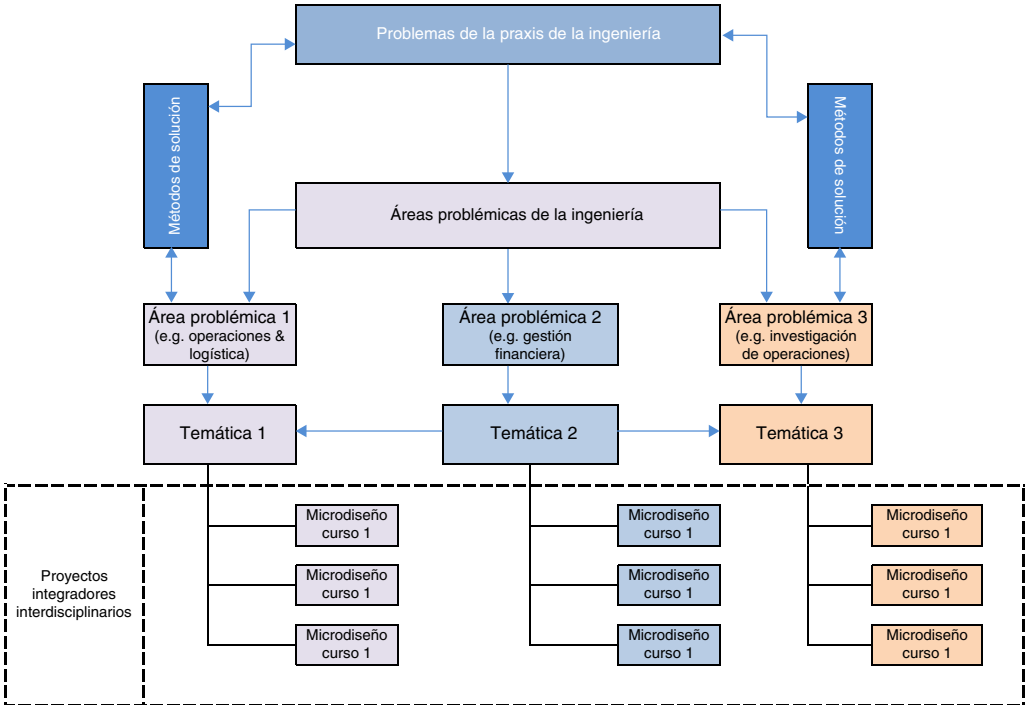 Problemas de la praxis de la ingeniería
Métodos de solución
Métodos de solución
Áreas problémicas de la ingeniería
Área problémica 1
(e.g. operaciones &
logística)
Área problémica 2
(e.g. gestión
financiera)
Área problémica 3
(e.g. investigación
de operaciones)
Temática 1
Temática 2
Temática 3
Proyectos
integradores
interdisciplinarios
Microdiseño
curso 1
Microdiseño
curso 1
Microdiseño
curso 1
Microdiseño
curso 1
Microdiseño
curso 1
Microdiseño
curso 1
Microdiseño
curso 1
Microdiseño
curso 1
Microdiseño
curso 1